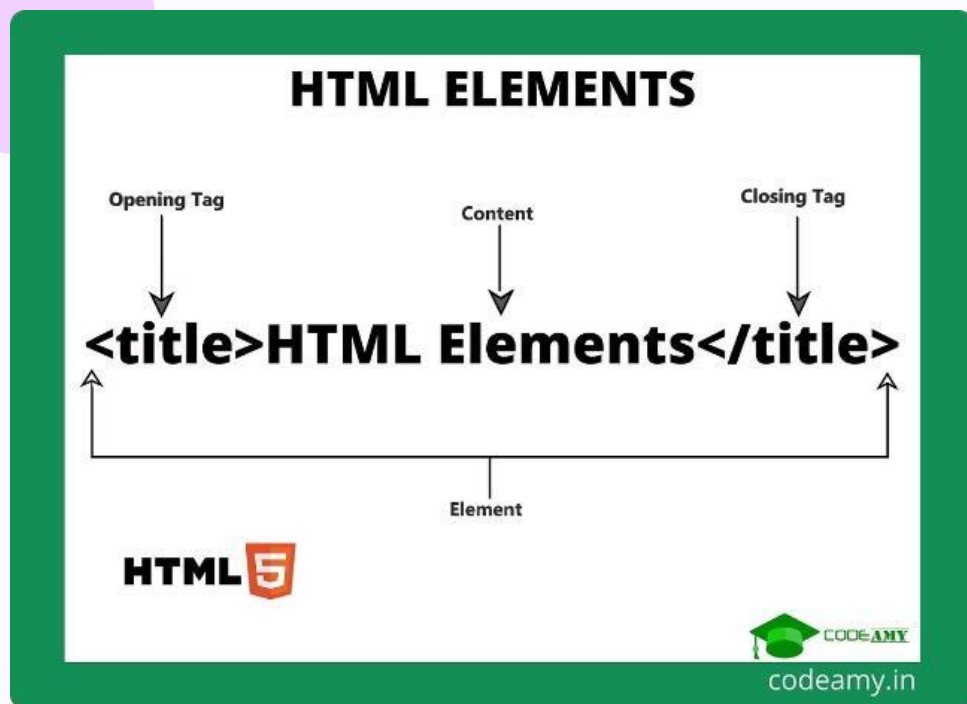 HTML ELEMENTS
Opening Tag
Content
Closing Tag
<title>HTML Elements</title>
Element
HTML 5
CODEAMY
codeamy.in